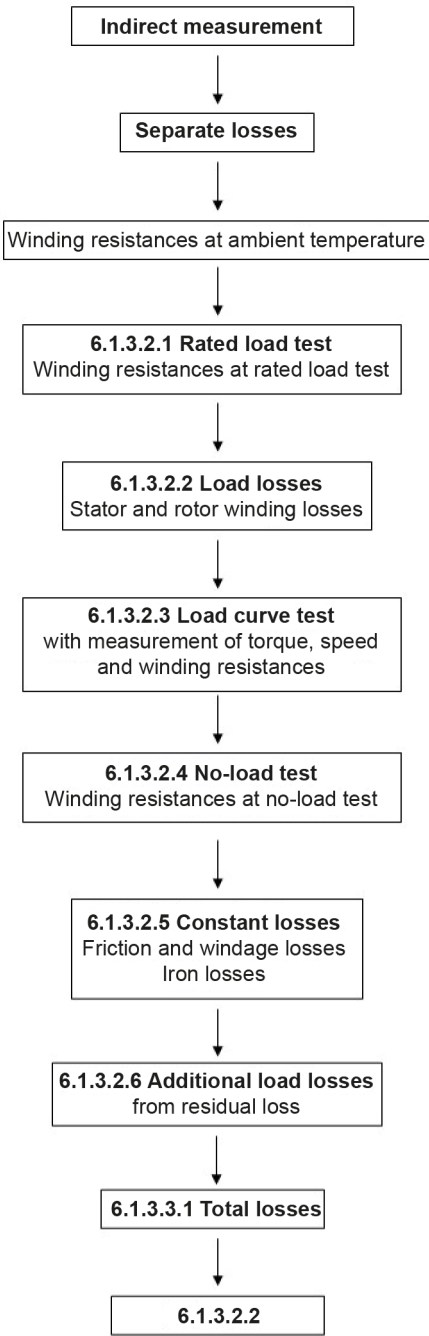 Indirect measurement
Separate losses
Winding resistances at ambient temperature
6.1.3.2.1 Rated load test
Winding resistances at rated load test
6.1.3.2.2 Load losses
Stator and rotor winding losses
6.1.3.2.3 Load curve test
with measurement of torque, speed
and winding resistances
6.1.3.2.4 No-load test
Winding resistances at no-load test
6.1.3.2.5 Constant losses
Friction and windage losses
Iron losses
6.1.3.2.6 Additional load losses
from residual loss
6.1.3.3.1 Total losses
6.1.3.2.2